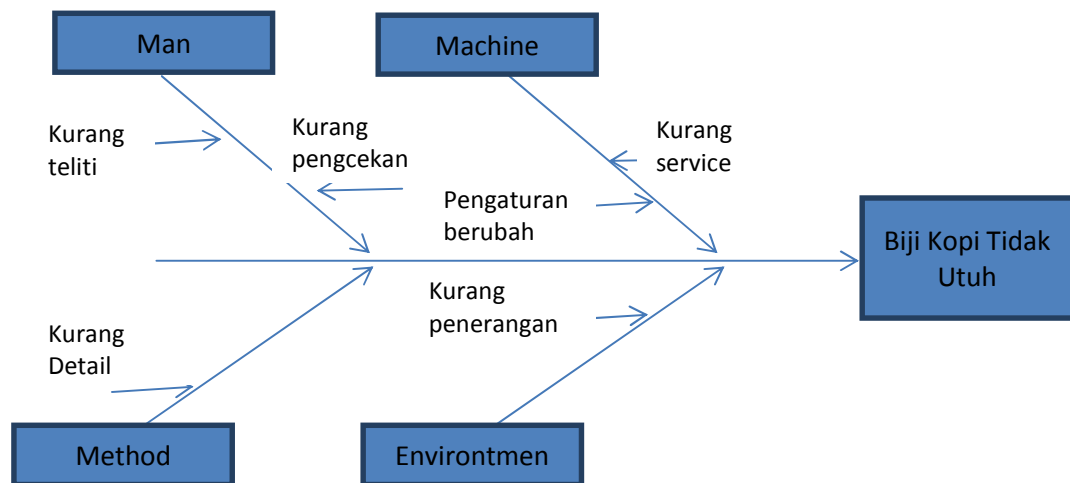 Man
Machine
Kurang
teliti
Kurang
pengcekan
Kurang
service
Pengaturan
berubah
Biji Kopi Tidak
Utuh
Kurang
penerangan
Kurang
Detail
Method
Environtmen